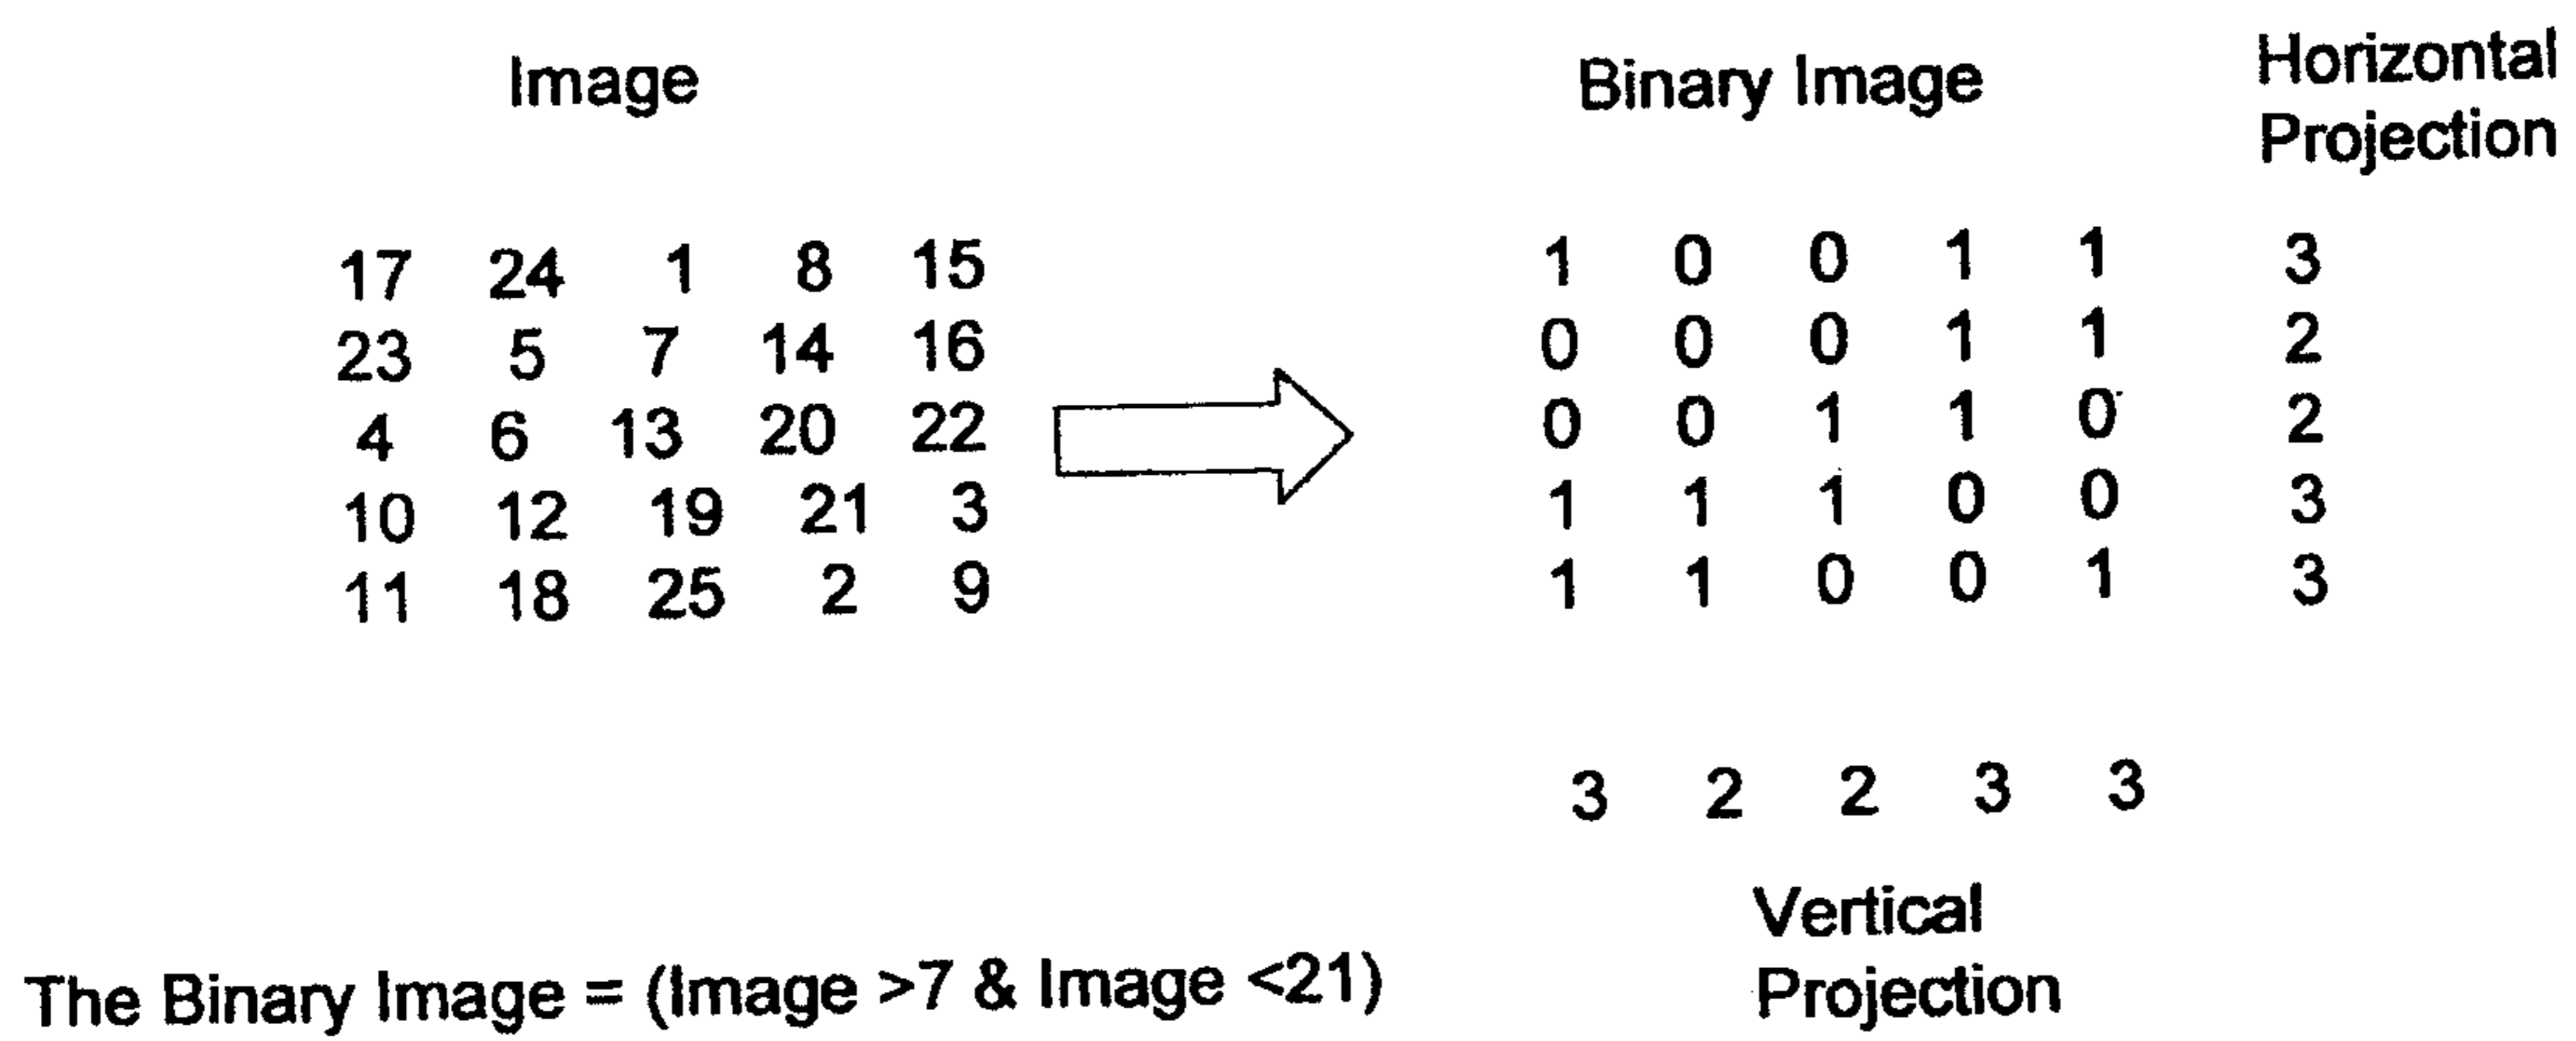 Image
Binary Image
Horizontal
Projection
17 24 1 8 15
23 5 7 14 16
4 6 13 20 22
10 12 19 21 3
11 18 25 2 9
1 0 0 1 1 3
0 0 0 1 1 2
0 0 1 1 0 2
1 1 1 0 0 3
1 1 0 0 1 3
3 2 2 3 3
Vertical
Projection
The Binary Image = (Image >7 & Image <21)